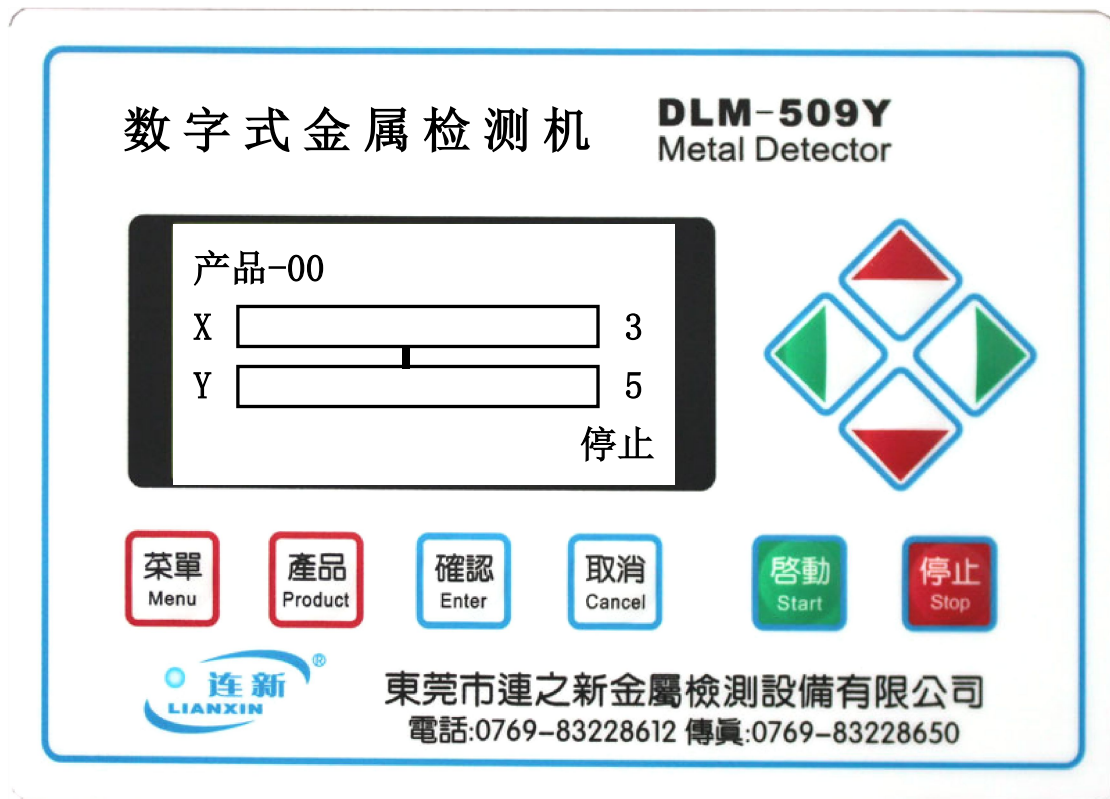 数字式金属检测机
DLM-509Y
Metal Detector
产品-00
X 3
Y 5
停止
菜單
Menu
產品
Product
確認
Enter
取消
Cancel
啓動
Start
停止
Stop
连新®
LIANXIN
東莞市連之新金屬檢測設備有限公司
電話:0769-83228612 傳眞:0769-83228650